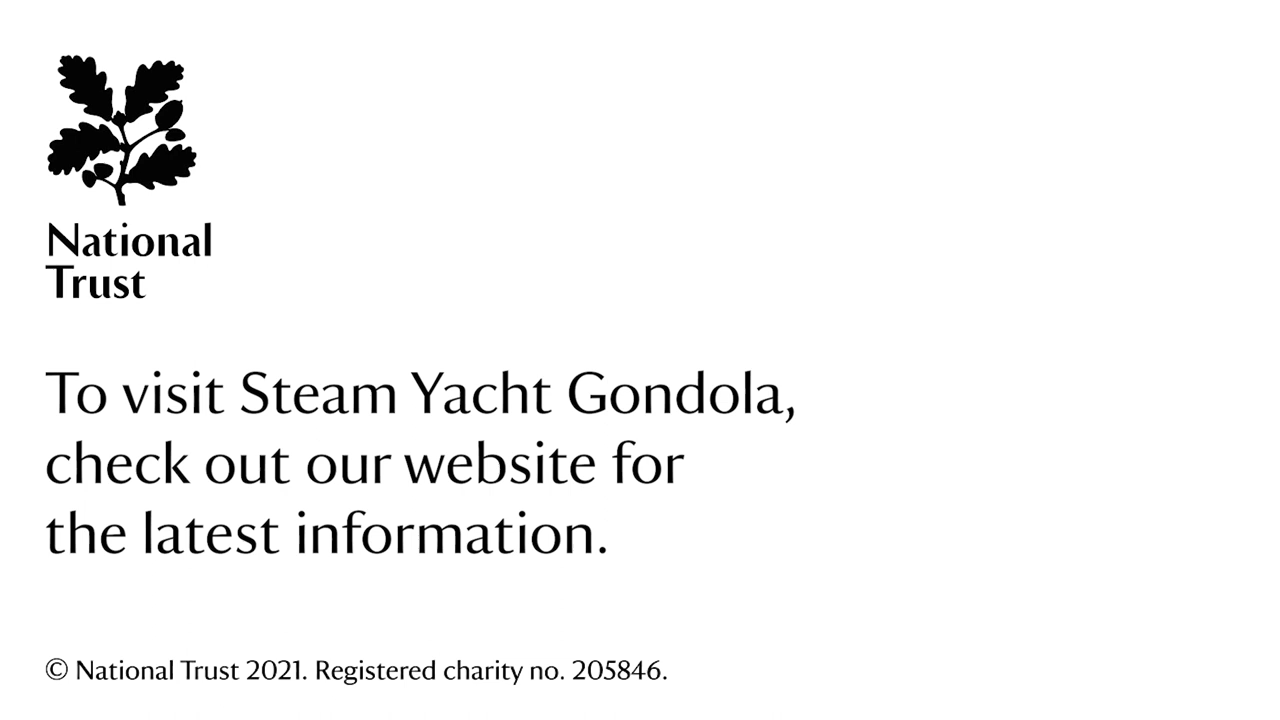 National
Trust
To visit Steam Yacht Gondola,
check out our website for
the latest information.
© National Trust 2021. Registered charity no. 205846.